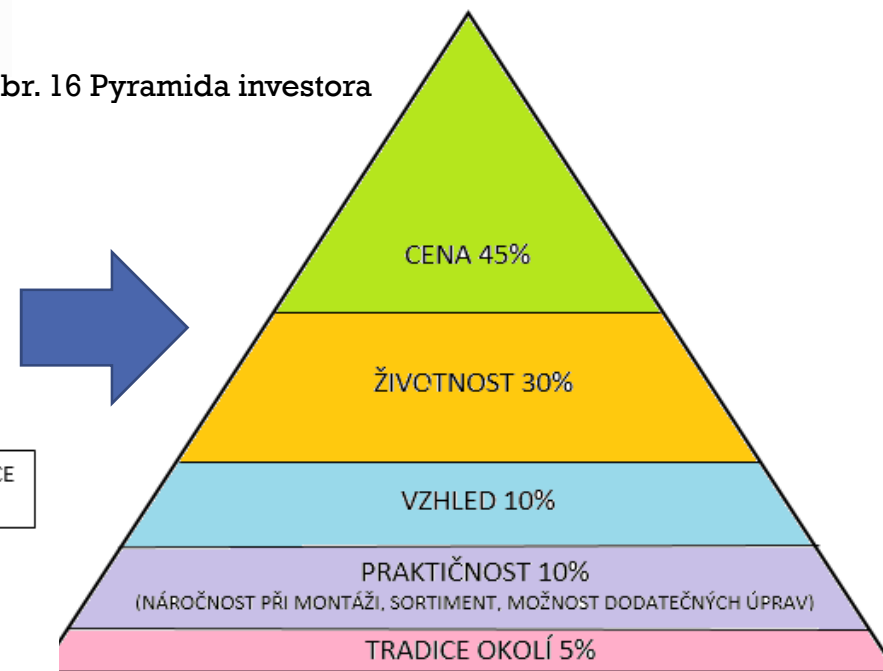 br. 16 Pyramida investora
CENA 45%
ŽIVOTNOST 30%
CE
VZHLED 10%
PRAKTIČNOST 10%
(NÁROČNOST PŘI MONTÁŽI, SORTIMENT, MOŽNOST DODATEČNÝCH ÚPRAV)
TRADICE OKOLÍ 5%